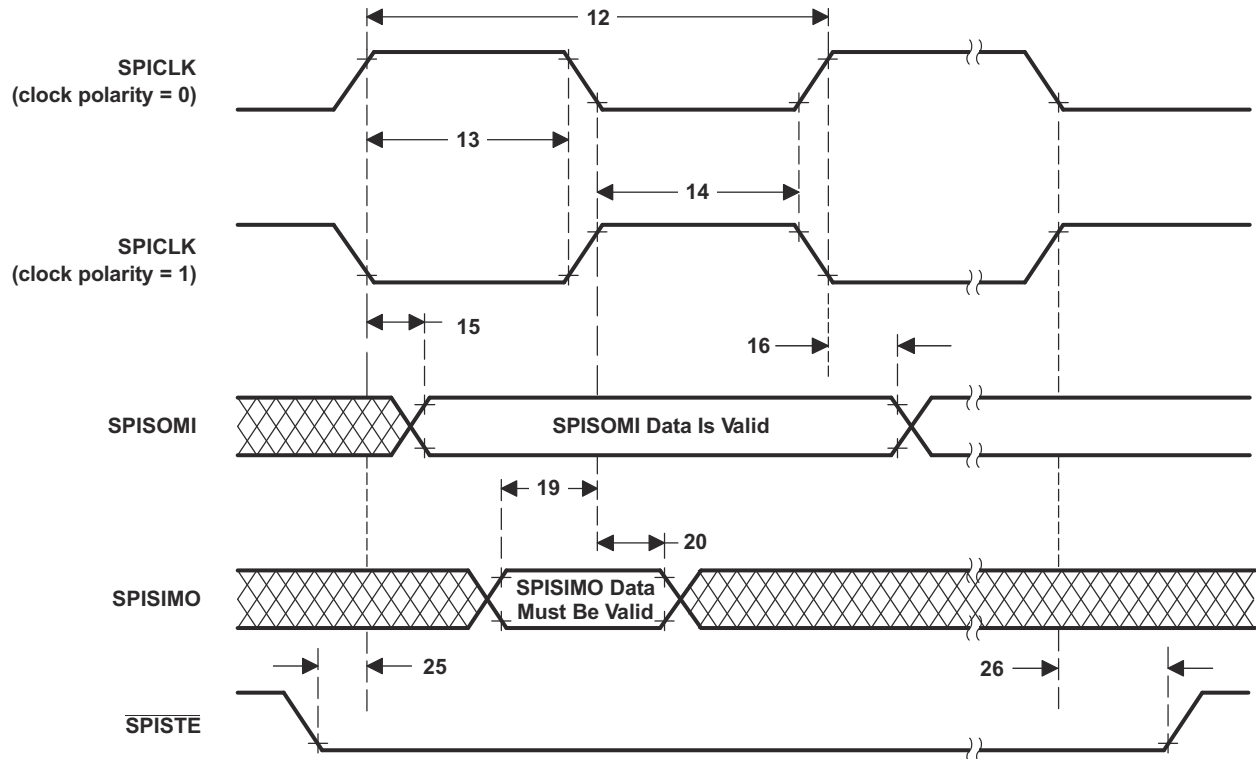 12
SPICLK
(clock polarity = 0)
13
14
SPICLK
(clock polarity = 1)
15
16
SPISOMI
SPISOMI Data Is Valid
19
20
SPISIMO
SPISIMO Data
Must Be Valid
25
26
SPISTE